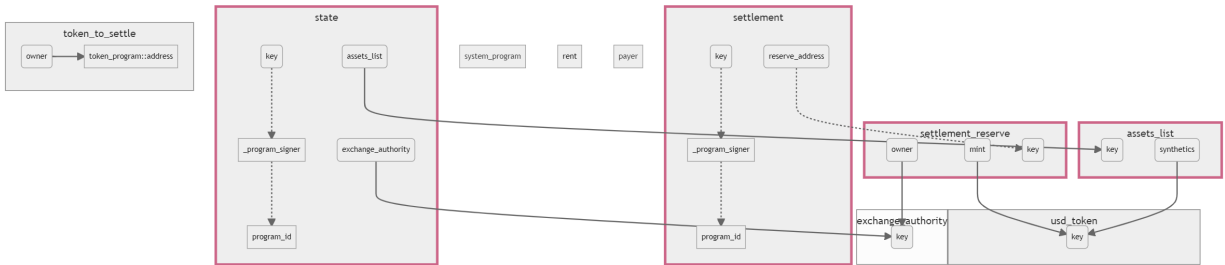 token_to_settle
owner
token_program::address
state
key
assets_list
_program_signer
exchange_authority
program_id
system_program
rent
payer
settlement
key
reserve_address
_program_signer
program_id
settlement_reserve
owner
mint
key
assets_list
key
synthetics
exchange_authority
key
usd_token
key